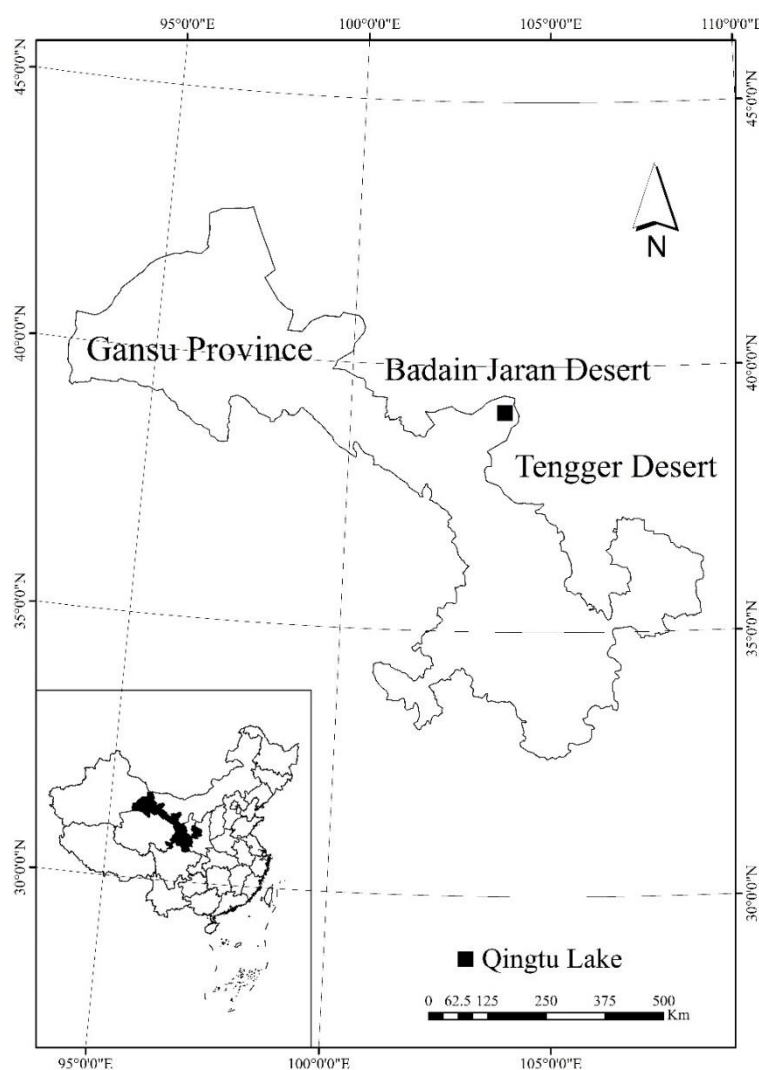 95°0'0"E 100°0'0"E 105°0'0"E 110°0'0"E
45°0'0"N
45°0'0"N
N
40°0'0"N
40°0'0"N
Gansu Province
Badain Jaran Desert
Tengger Desert
35°0'0"N
35°0'0"N
30°0'0"N
30°0'0"N
Qingtu Lake
0 62.5 125 250 375 500
Km
95°0'0"E 100°0'0"E 105°0'0"E